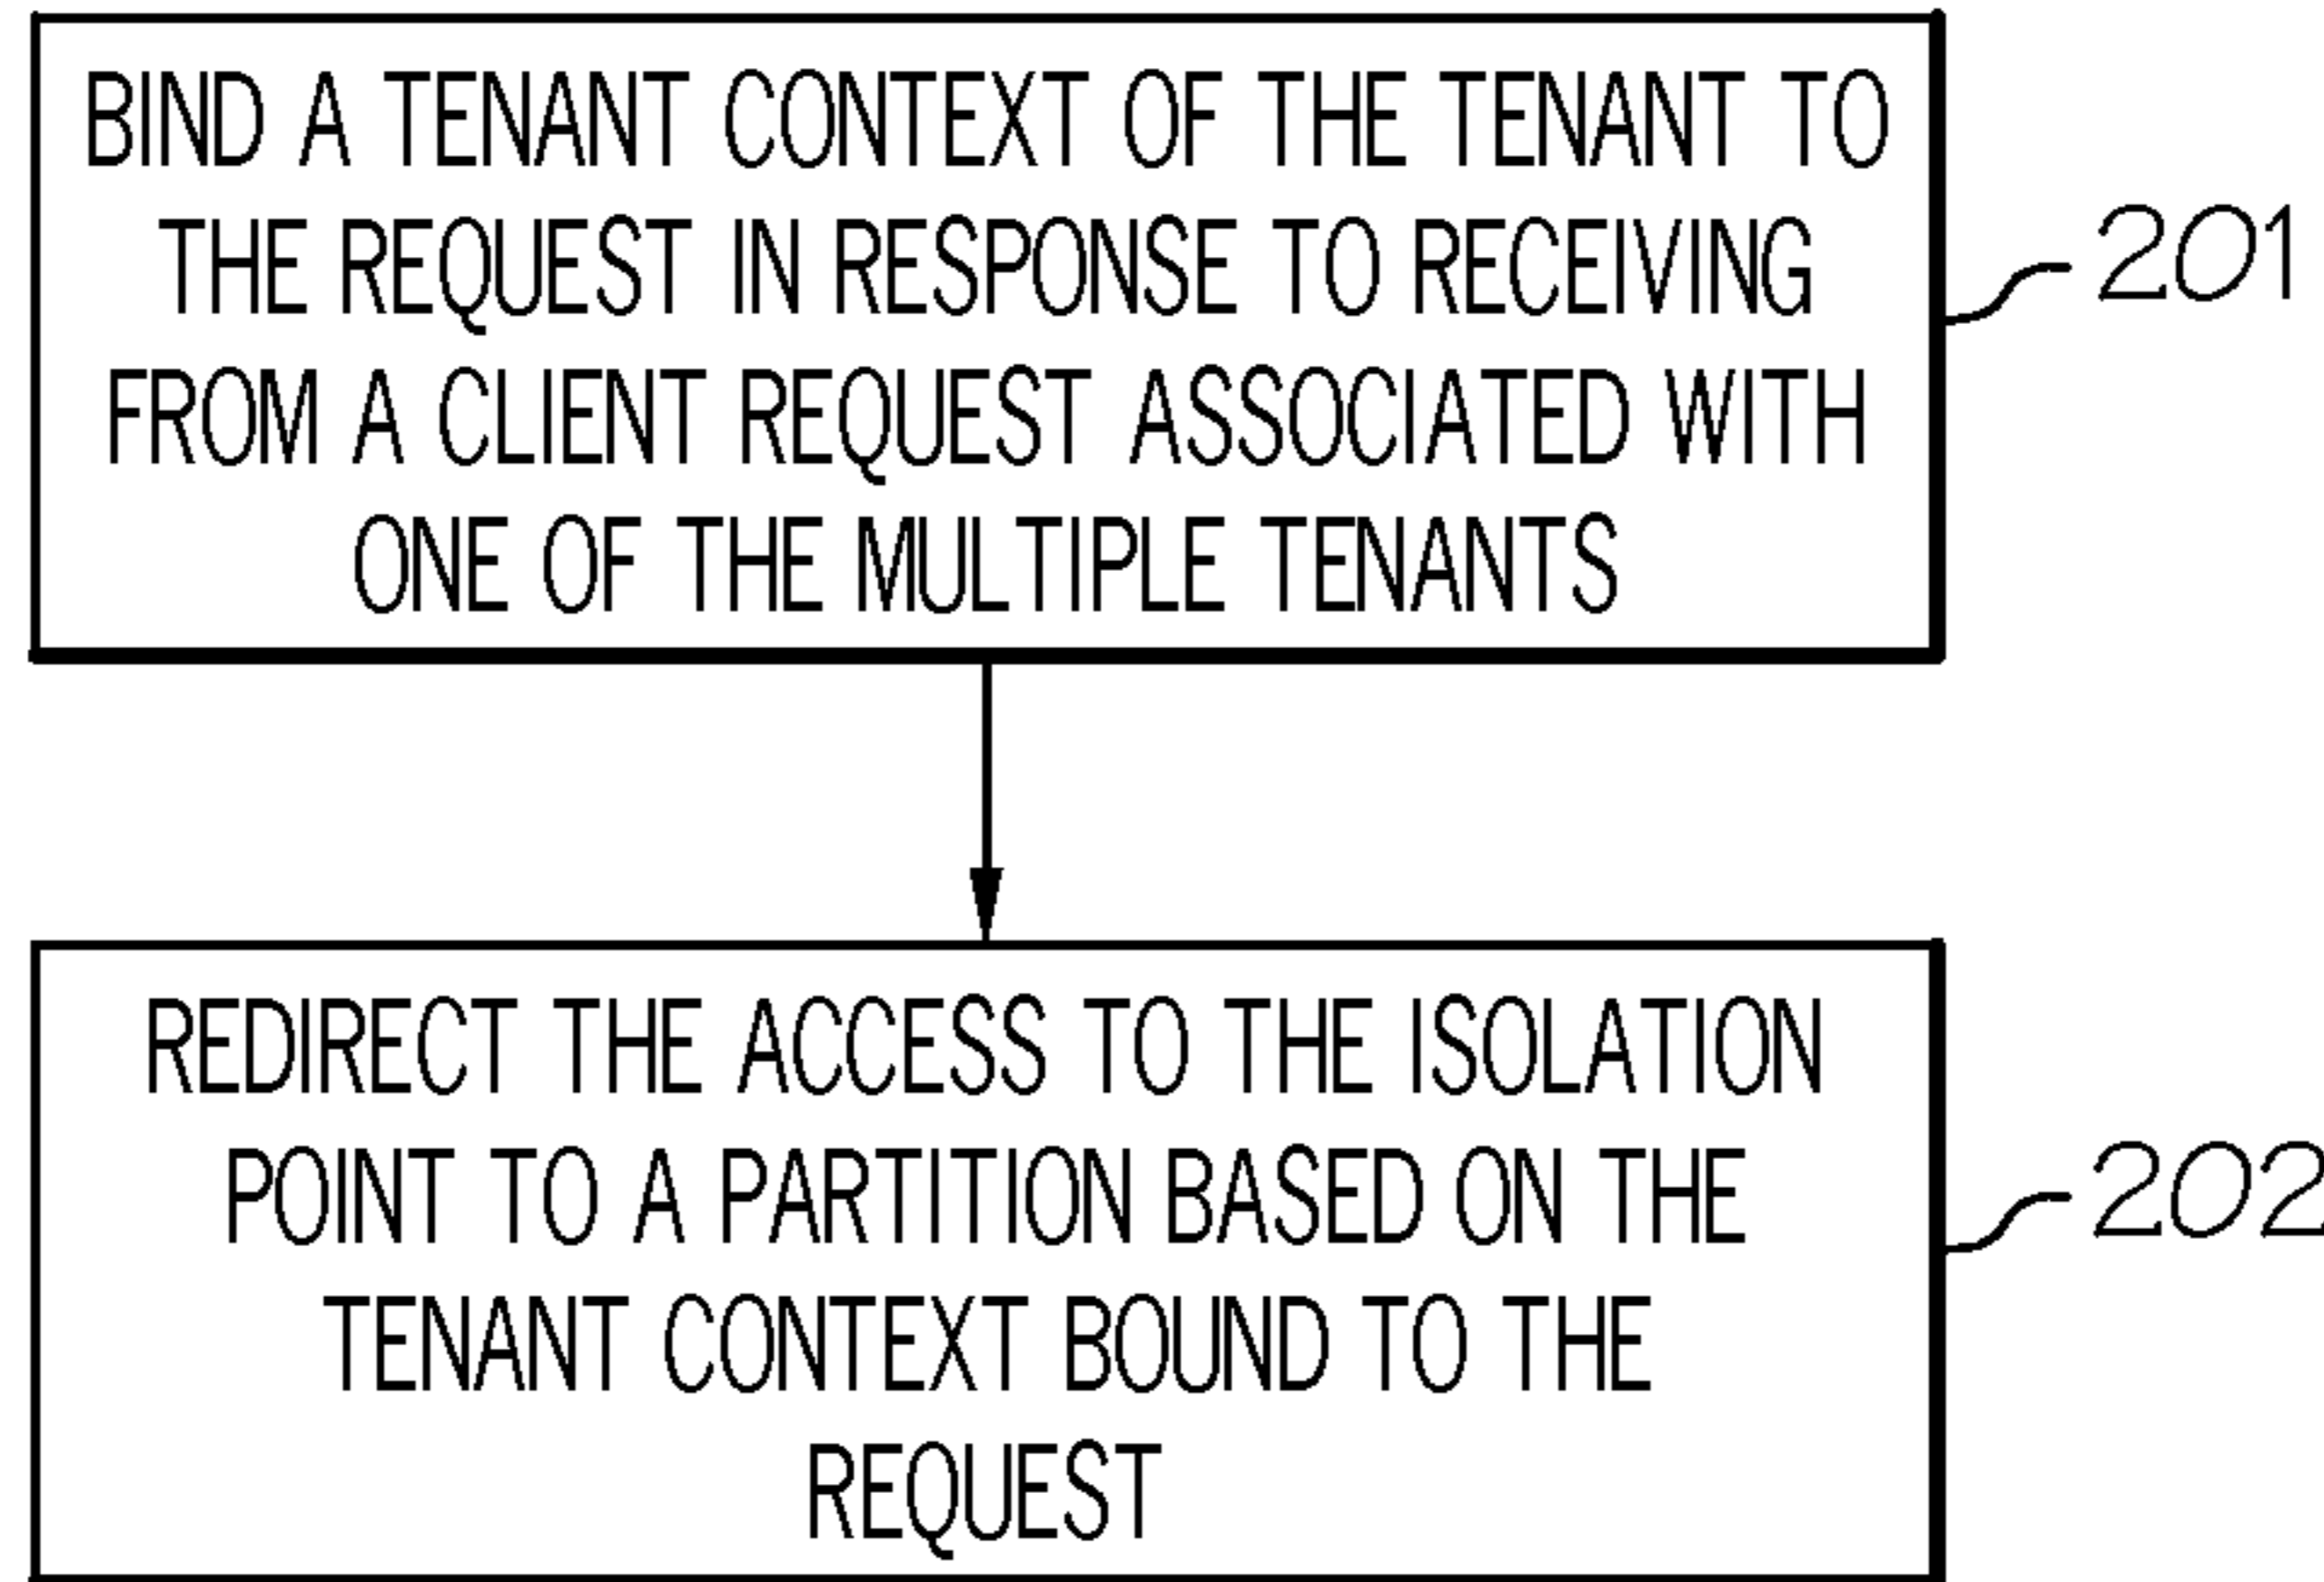 BIND A TENANT CONTEXT OF THE TENANT TO
THE REQUEST IN RESPONSE TO RECEIVING
FROM A CLIENT REQUEST ASSOCIATED WITH
ONE OF THE MULTIPLE TENANTS
201
REDIRECT THE ACCESS TO THE ISOLATION
POINT TO A PARTITION BASED ON THE
TENANT CONTEXT BOUND TO THE
REQUEST
202